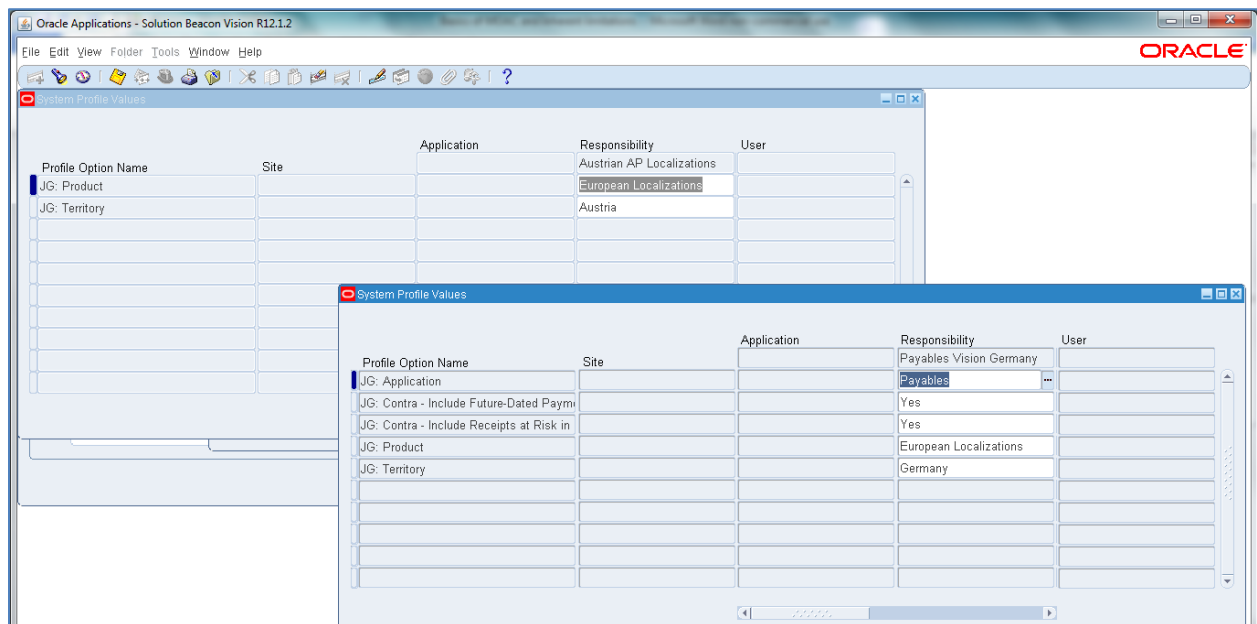 Oracle Applications - Solution Beacon Vision R12.1.2
File Edit View Folder Tools Window Help
ORACLE
System Profile Values
Application Responsibility User
Profile Option Name Site Austrian AP Localizations
JG: Product European Localizations
JG: Territory Austria
System Profile Values
Application Responsibility User
Profile Option Name Site Payables Vision Germany
JG: Application Payables
JG: Contra - Include Future-Dated Payme Yes
JG: Contra - Include Receipts at Risk in Yes
JG: Product European Localizations
JG: Territory Germany